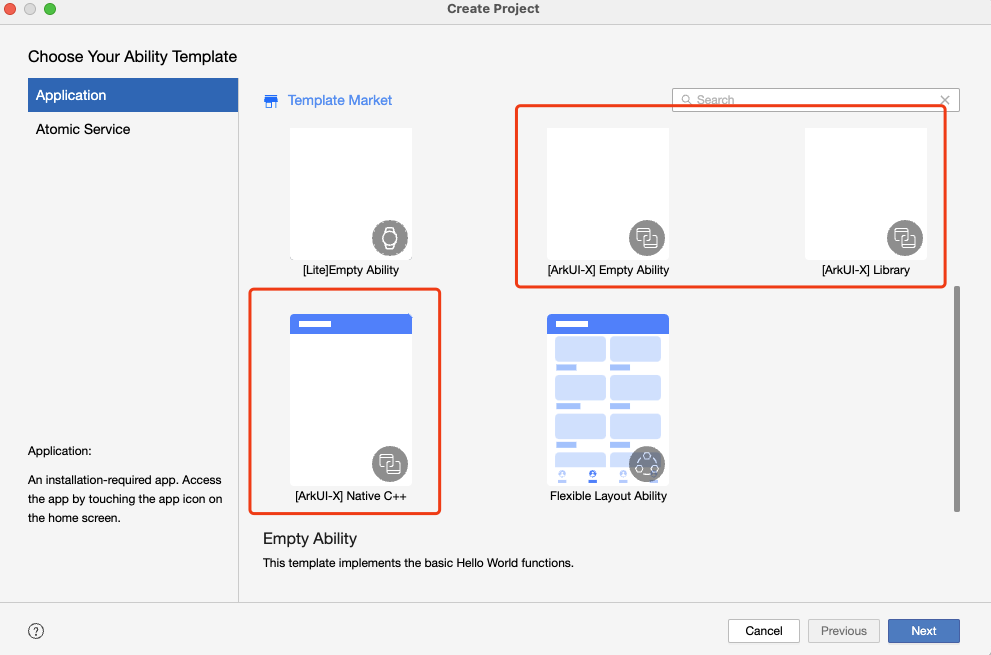 Create Project
Choose Your Ability Template
Application
Atomic Service
Template Market
Search
[Lite]Empty Ability
[ArkUI-X] Empty Ability
[ArkUI-X] Library
[ArkUI-X] Native C++
Flexible Layout Ability
Application:
An installation-required app. Access
the app by touching the app icon on
the home screen.
Empty Ability
This template implements the basic Hello World functions.
?
Cancel
Previous
Next